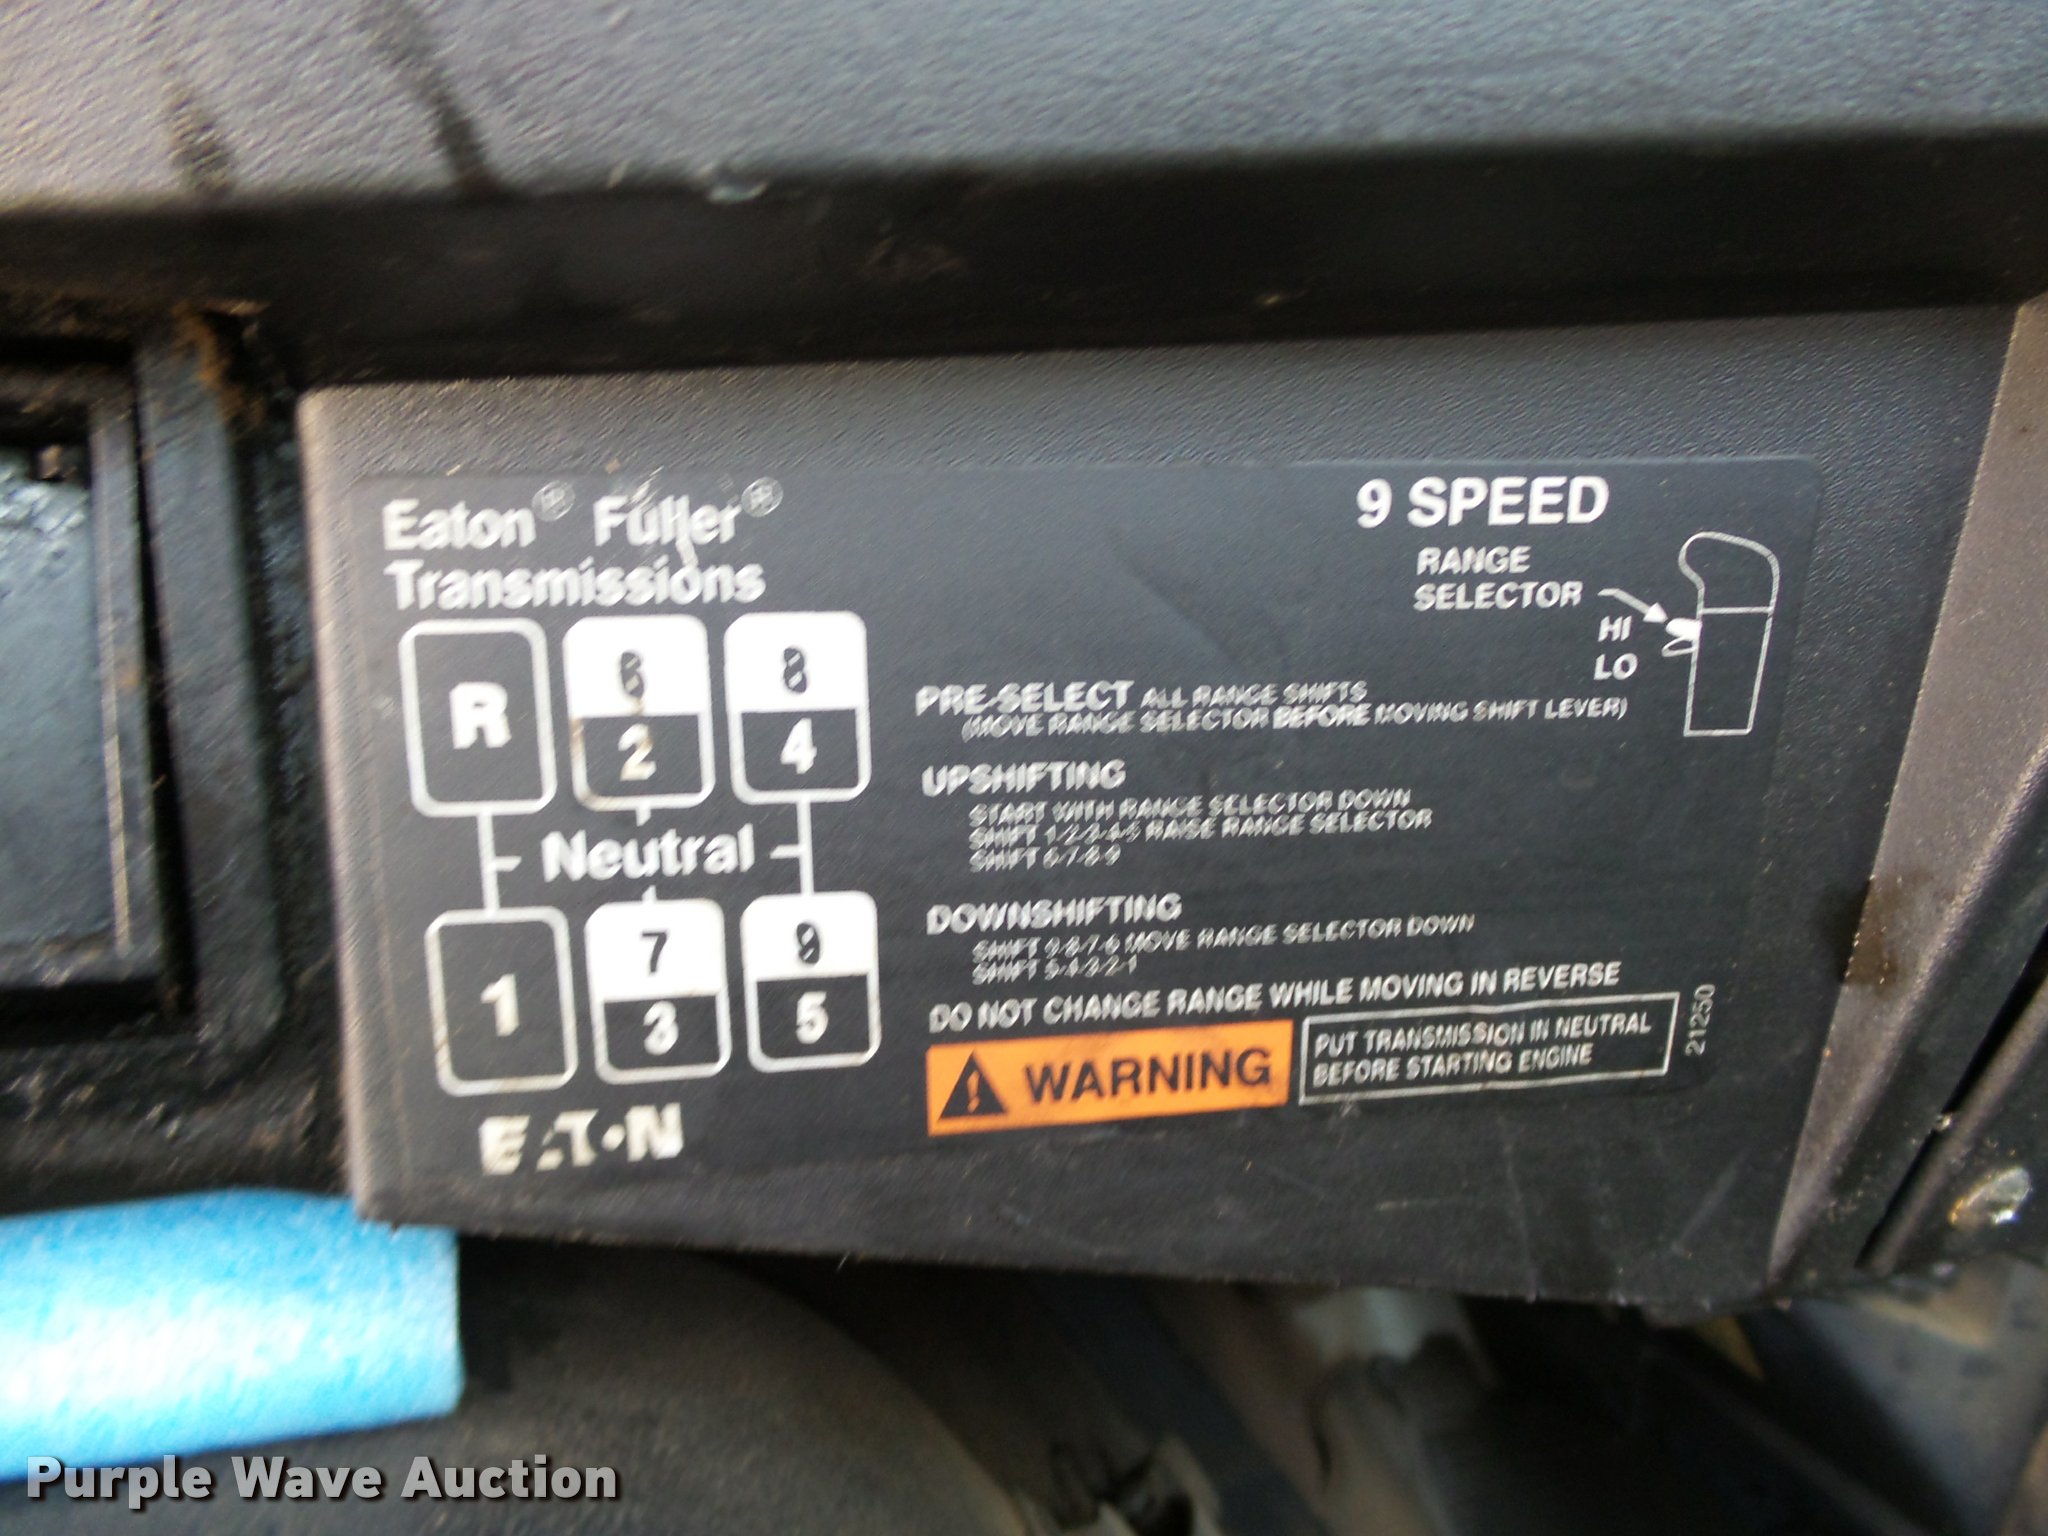 Eaton® Fuller®
Transmissions
9 SPEED
RANGE
SELECTOR
HI
LO
R
6
2
8
4
Neutral
1
7
3
9
5
EATON
PRE-SELECT ALL RANGE SHIFTS
(MOVE RANGE SELECTOR BEFORE MOVING SHIFT LEVER)
UPSHIFTING
START WITH RANGE SELECTOR DOWN
SHIFT 1-2-3-4-5 RAISE RANGE SELECTOR
SHIFT 6-7-8-9
DOWNSHIFTING
SHIFT 9-8-7-6 MOVE RANGE SELECTOR DOWN
SHIFT 5-4-3-2-1
DO NOT CHANGE RANGE WHILE MOVING IN REVERSE
WARNING
PUT TRANSMISSION IN NEUTRAL
BEFORE STARTING ENGINE
21250
Purple Wave Auction